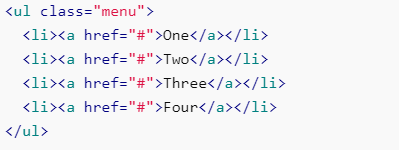 <ul class="menu">
  <li><a href="#">One</a></li>
  <li><a href="#">Two</a></li>
  <li><a href="#">Three</a></li>
  <li><a href="#">Four</a></li>
</ul>